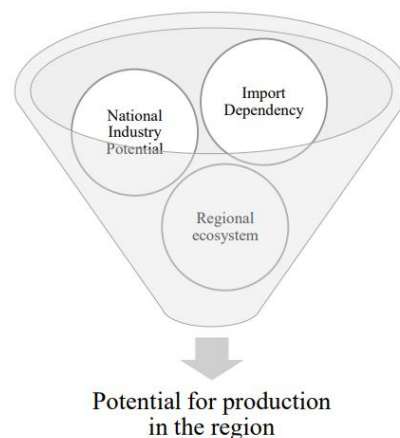 National
Industry
Potential
Import
Dependency
Regional
ecosystem
Potential for production
in the region